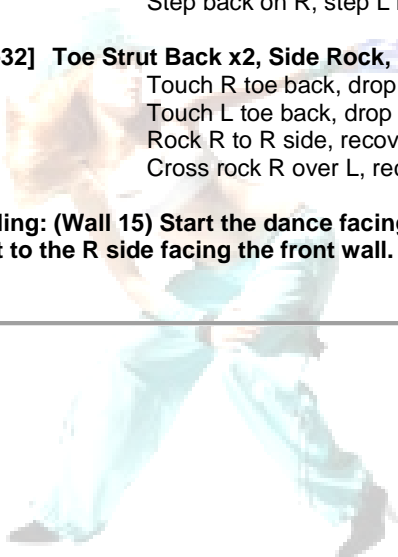 Step back on R, step L
32] Toe Strut Back x2, Side Rock,
Touch R toe back, drop
Touch L toe back, drop
Rock R to R side, recov
Cross rock R over L, rec
ling: (Wall 15) Start the dance facing
t to the R side facing the front wall.